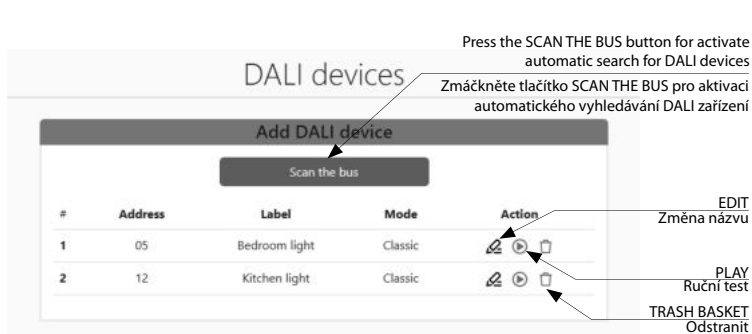 Press the SCAN THE BUS button for activate
automatic search for DALI devices
DALI devices
Zmáčkněte tlačítko SCAN THE BUS pro aktivaci
automatického vyhledávání DALI zařízení
Add DALI device
Scan the bus
# Address Label Mode Action
EDIT
Změna názvu
1 05 Bedroom light Classic
PLAY
Ruční test
2 12 Kitchen light Classic
TRASH BASKET
Odstranit